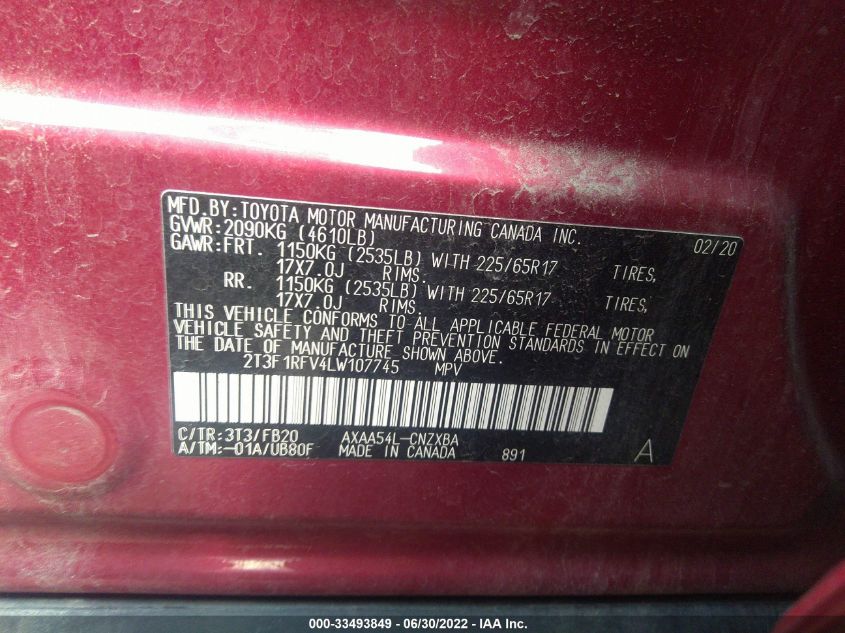 MFD.BY:TOYOTA MOTOR MANUFACTURING CANADA INC. 02/20
GVWR:2090KG (4610LB)
GAWR:FRT. 1150KG (2535LB) WITH 225/65R17 TIRES,
17X7.0J RIMS.
RR. 1150KG (2535LB) WITH 225/65R17 TIRES,
17X7.0J RIMS.
THIS VEHICLE CONFORMS TO ALL APPLICABLE FEDERAL MOTOR
VEHICLE SAFETY AND THEFT PREVENTION STANDARDS IN EFFECT ON
THE DATE OF MANUFACTURE SHOWN ABOVE.
2T3F1RFV4LW107745 MPV
C/TR:3T3/FB20 AXAA54L-CNZXBA
A/TM:-01A/UB80F MADE IN CANADA 891 A
000-33493849 - 06/30/2022 - IAA Inc.